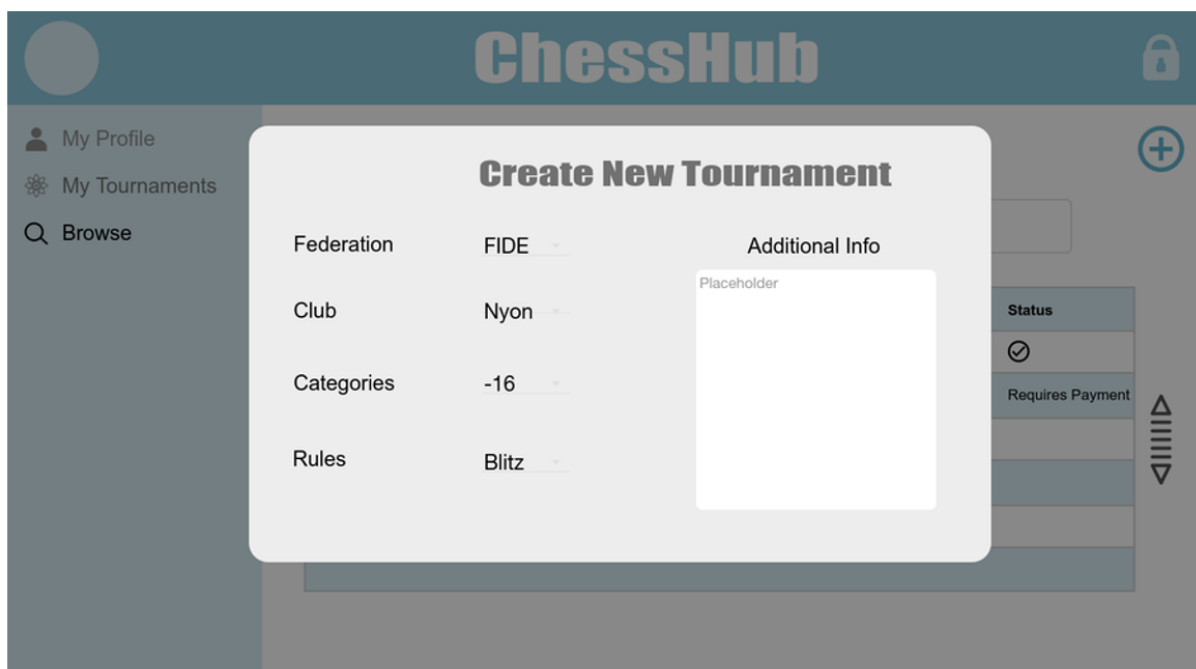 ChessHub
My Profile
My Tournaments
Browse
Create New Tournament
Federation FIDE
Club Nyon
Categories -16
Rules Blitz
Additional Info
Placeholder
Status
Requires Payment